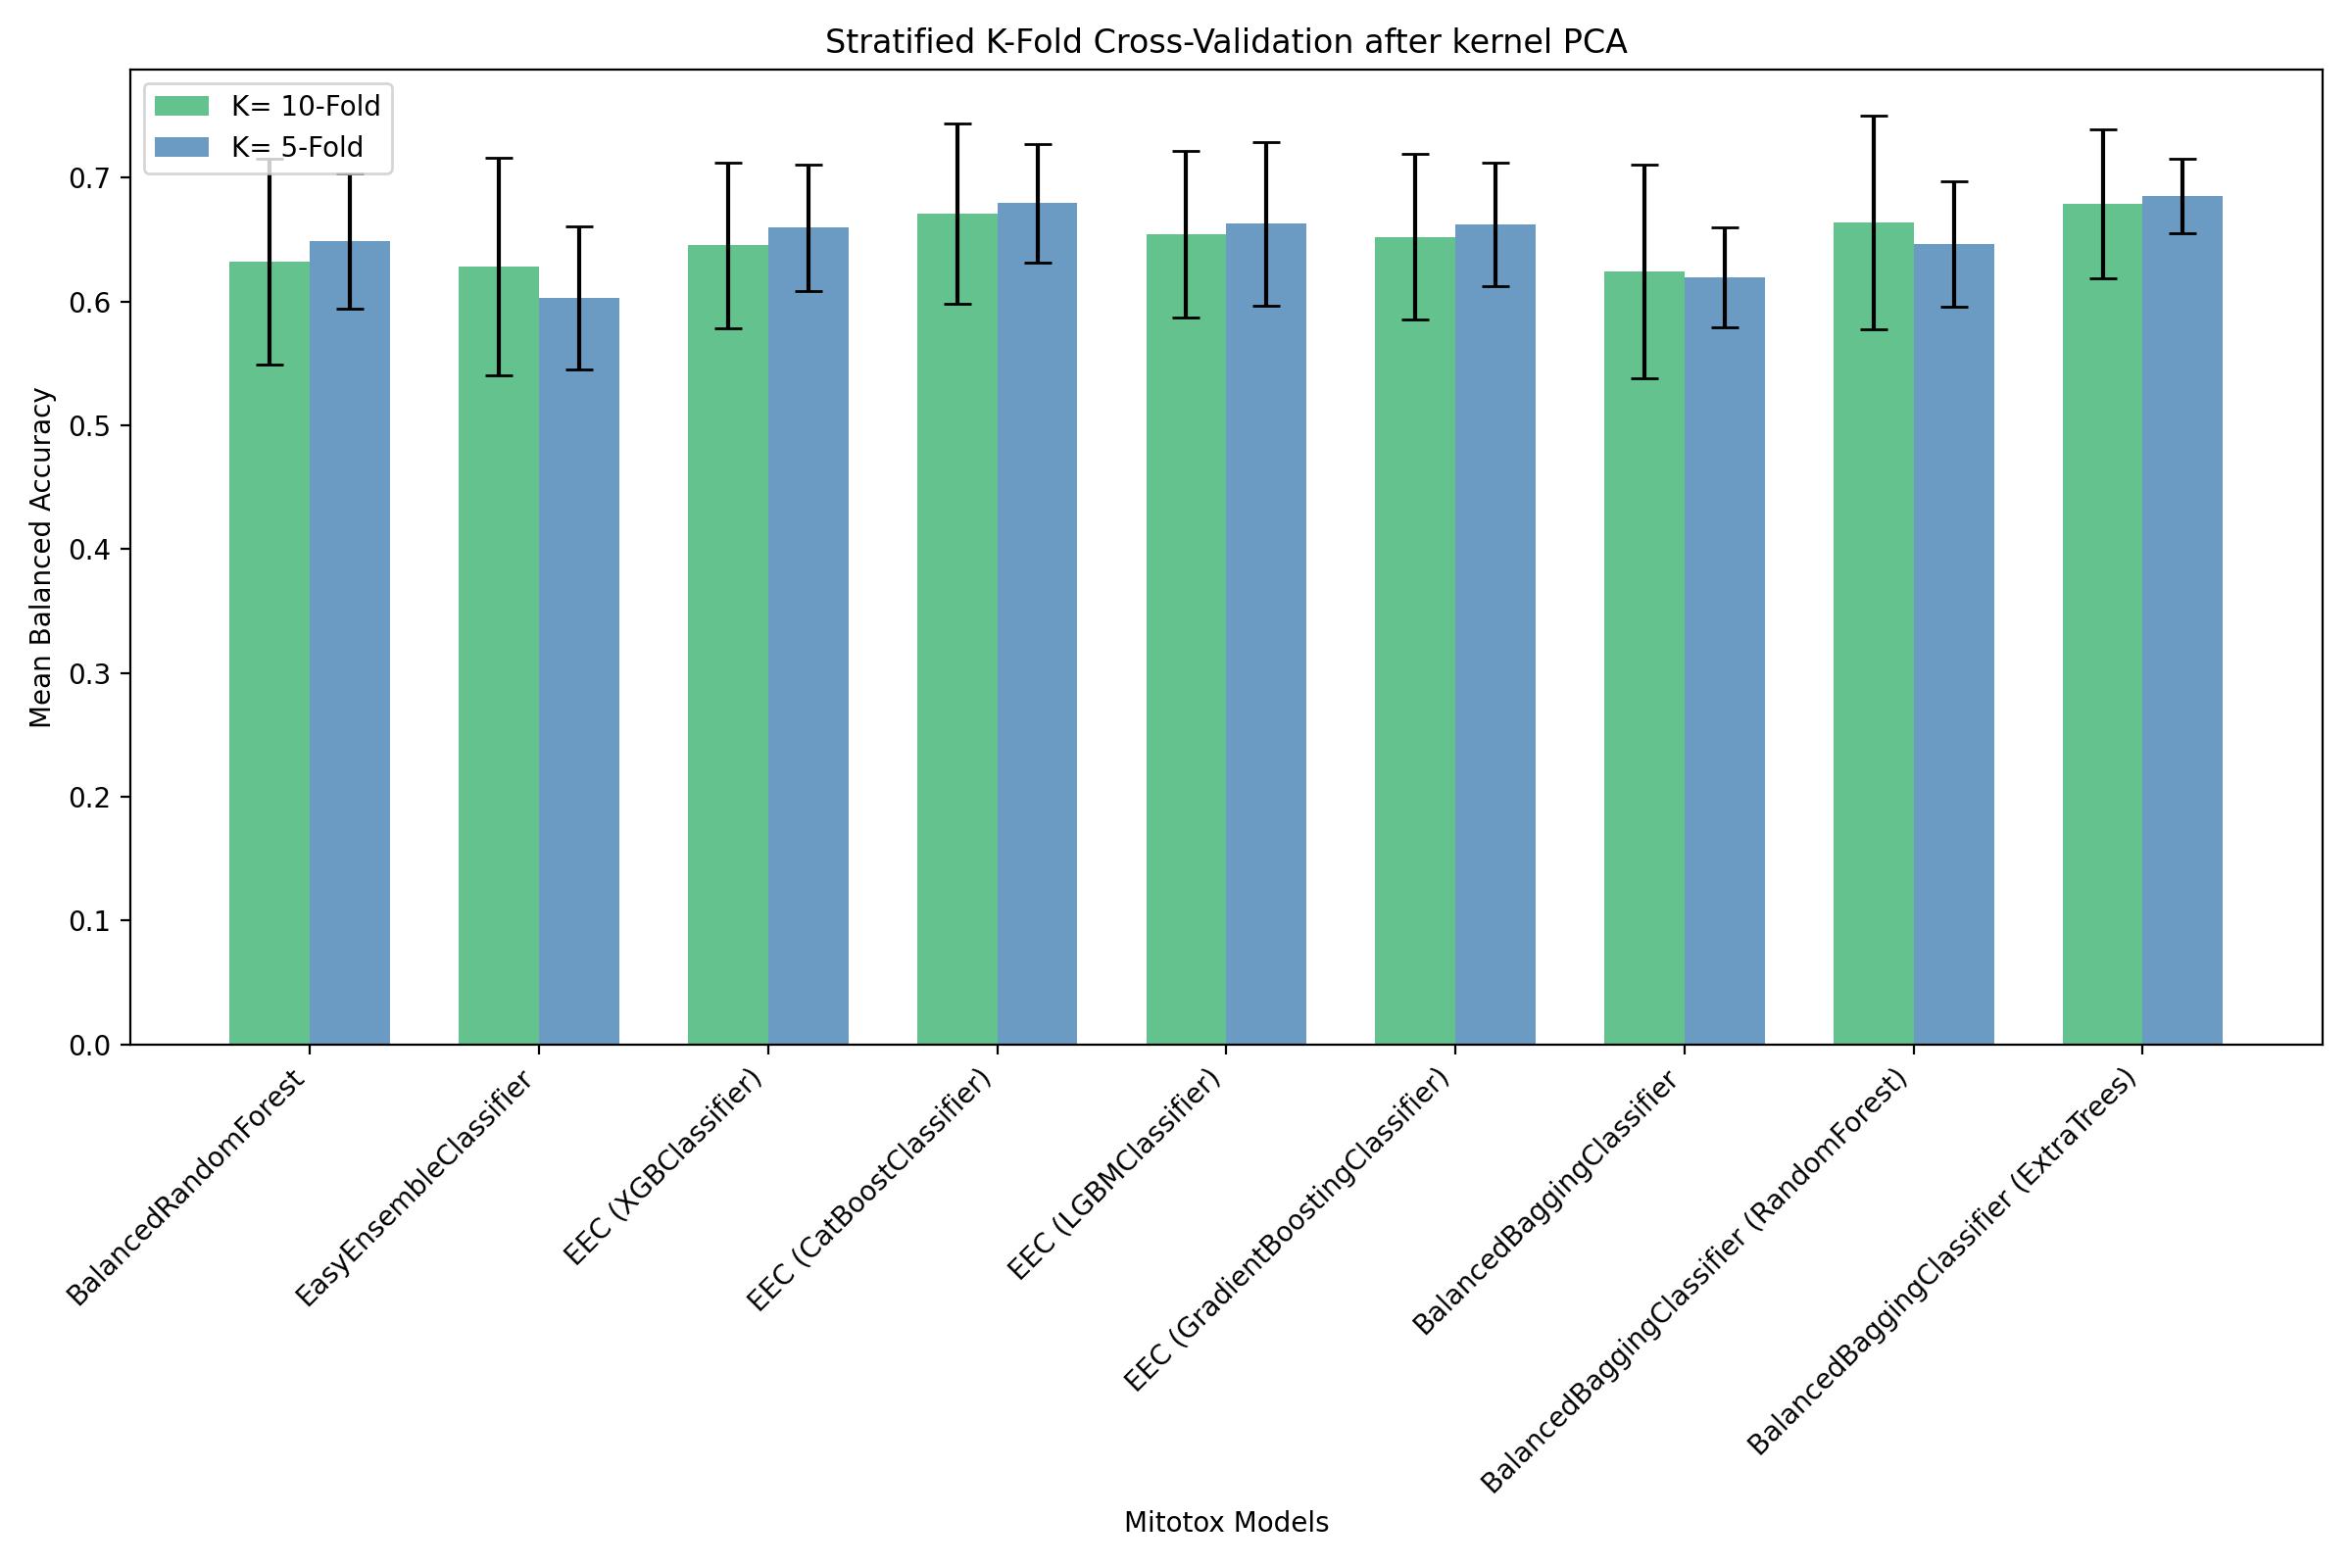 Stratified K-Fold Cross-Validation after kernel PCA
K= 10-Fold
K= 5-Fold
Mean Balanced Accuracy
0.7
0.6
0.5
0.4
0.3
0.2
0.1
0.0
BalancedRandomForest
EasyEnsembleClassifier
EEC (XGBClassifier)
EEC (CatBoostClassifier)
EEC (LGBMClassifier)
EEC (GradientBoostingClassifier)
BalancedBaggingClassifier
BalancedBaggingClassifier (RandomForest)
BalancedBaggingClassifier (ExtraTrees)
Mitotox Models